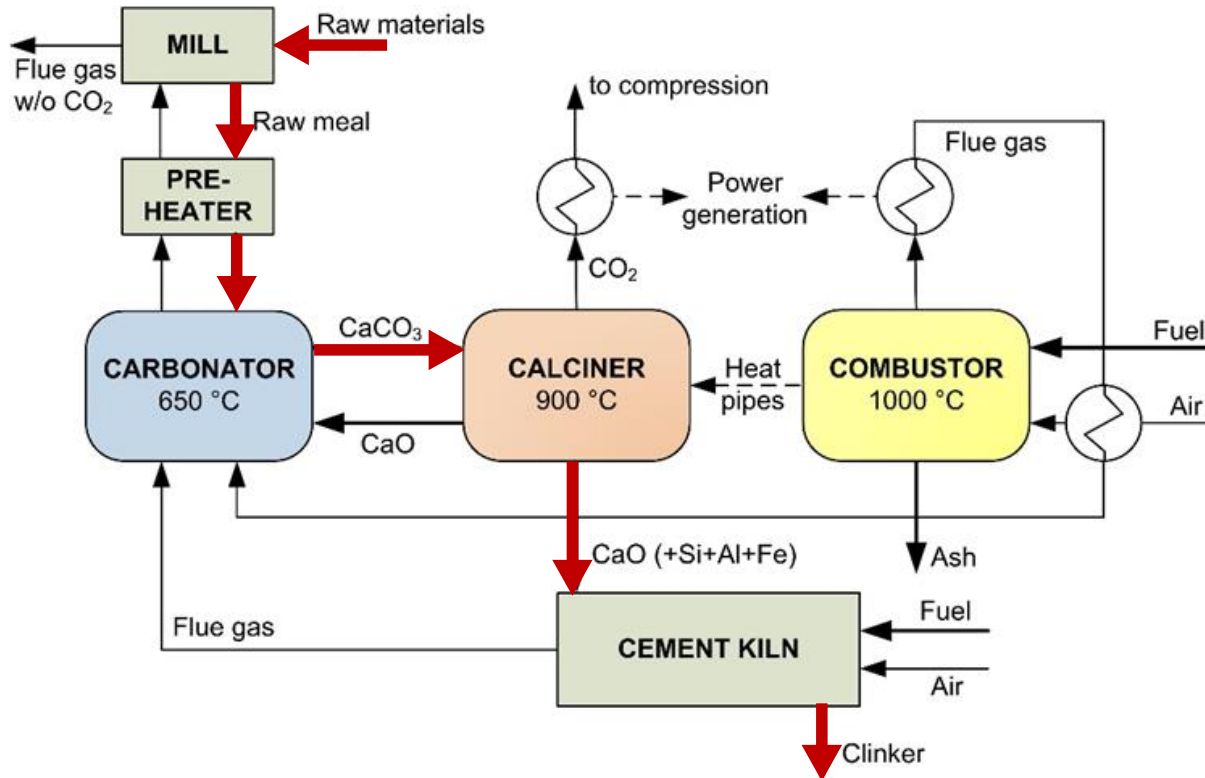 MILL
Raw materials
Flue gas
w/o CO₂
Raw meal
PRE-
HEATER
to compression
Flue gas
Power
generation
CO₂
CaCO₃
Fuel
CARBONATOR
650 °C
CALCINER
900 °C
Heat
pipes
COMBUSTOR
1000 °C
Air
CaO
CaO (+Si+Al+Fe)
Ash
Flue gas
CEMENT KILN
Fuel
Air
Clinker